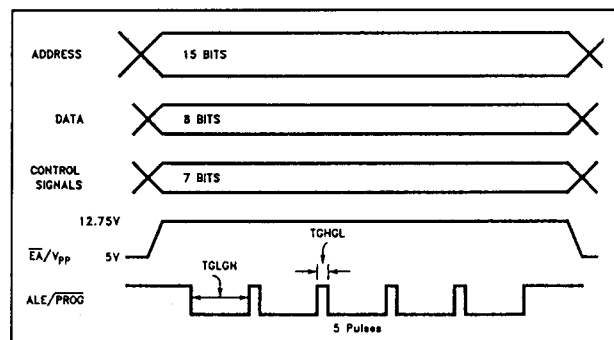 ADDRESS
15 BITS
DATA
8 BITS
CONTROL
SIGNALS
7 BITS
12.75V
TGHGL
EA/VPP
5V
TGLGH
ALE/PROG
5 Pulses